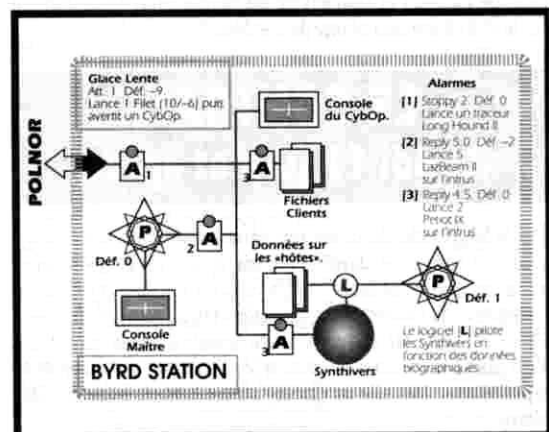 Glace Lente
Att. 1 Déf. -9.
Lance 1 Filet (10/-6) puis
avertit un CybOp.
POLNOR
Console
du CybOp.
A
1
A
3
Fichiers
Clients
P
Déf. 0
A
2
Console
Maître
Données sur
les «hôtes».
L
P
Déf. 1
A
3
Synthivers
Alarmes
[1] Stoppy 2. Déf. 0
Lance un traceur
Long Hound II
[2] Reply 5.0. Déf. -2
Lance 5
LazBeam II
sur l'intrus
[3] Reply 4.5. Déf. 0
Lance 2
sur l'intrus
Le logiciel [L] pilote
les Synthivers en
fonction des données
biographiques.
BYRD STATION